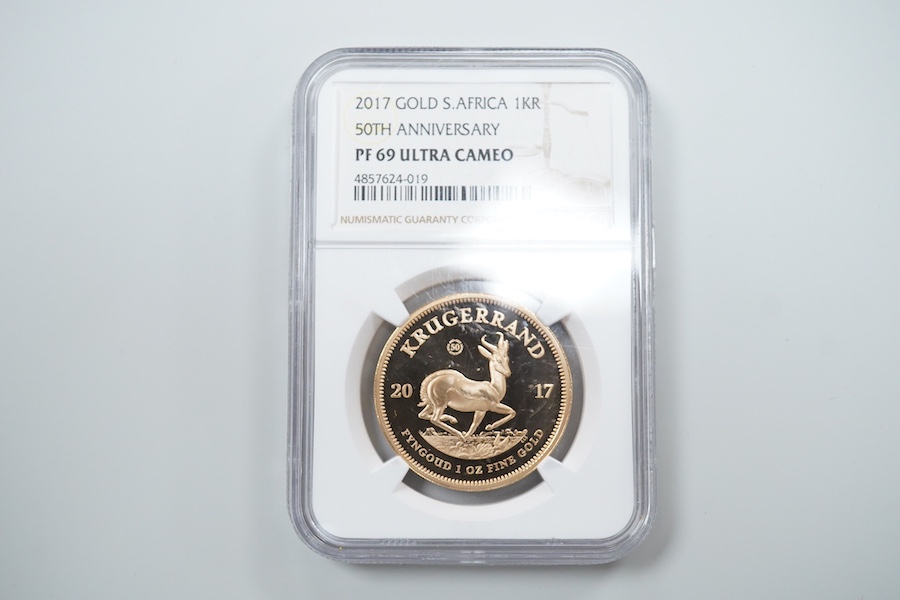 2017 GOLD S.AFRICA 1KR
50TH ANNIVERSARY
PF 69 ULTRA CAMEO
4857624-019
NUMISMATIC GUARANTY
KRUGERRAND
50
20 17
FYNGOUD 1 OZ FINE GOLD